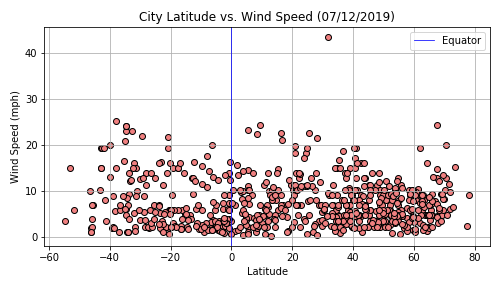 City Latitude vs. Wind Speed (07/12/2019)
Equator
Wind Speed (mph)
40
30
20
10
0
−60 −40 −20 0 20 40 60 80
Latitude